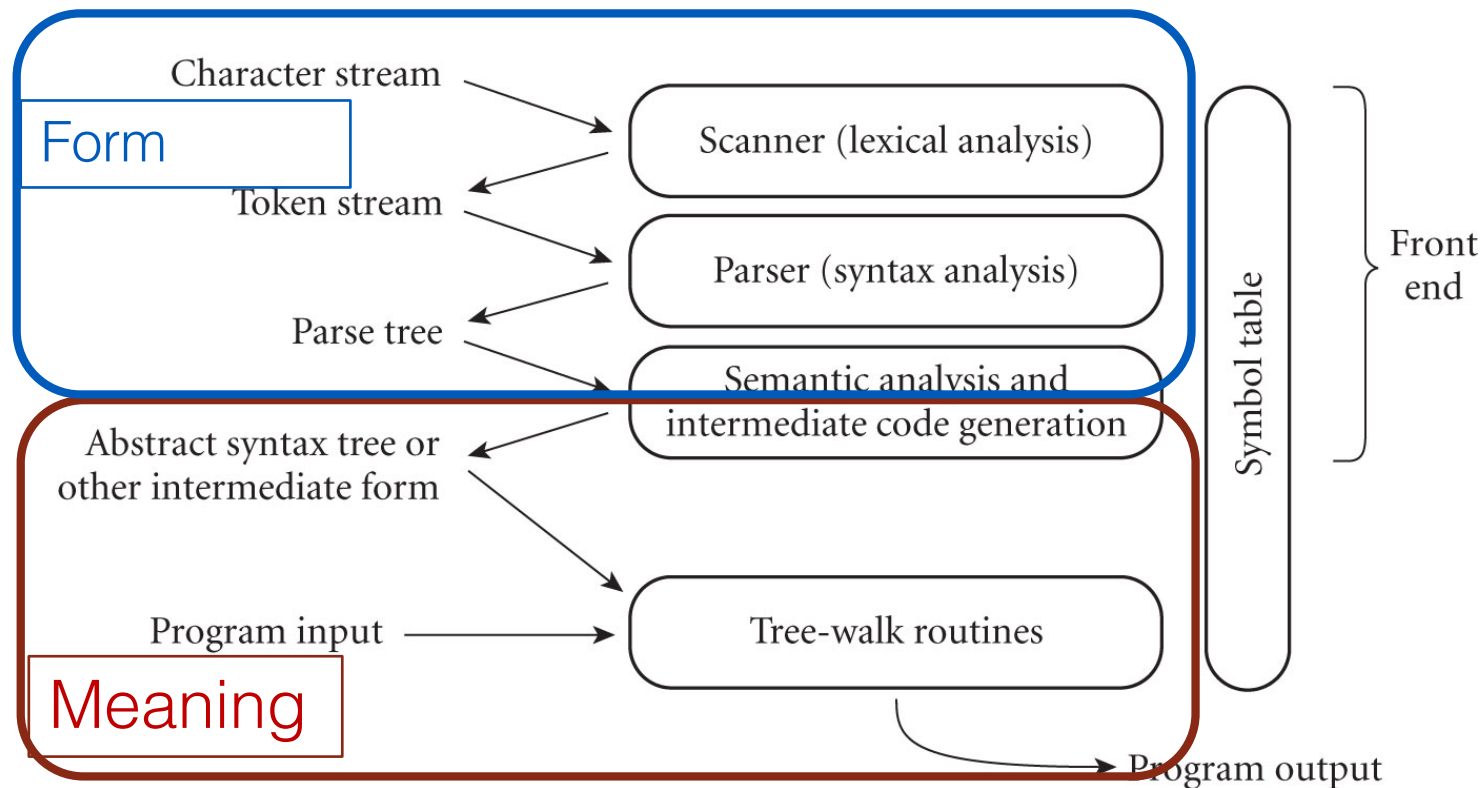 Character stream
Scanner (lexical analysis)
Form
Token stream
Parser (syntax analysis)
Parse tree
Semantic analysis and
intermediate code generation
Abstract syntax tree or
other intermediate form
Program input
Tree-walk routines
Meaning
Program output
Symbol table
Front
end